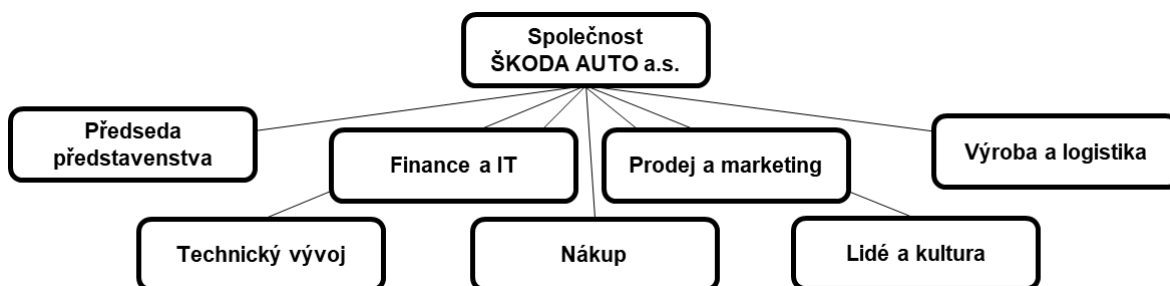 Společnost
ŠKODA AUTO a.s.
Předseda
představenstva
Finance a IT
Prodej a marketing
Výroba a logistika
Technický vývoj
Nákup
Lidé a kultura